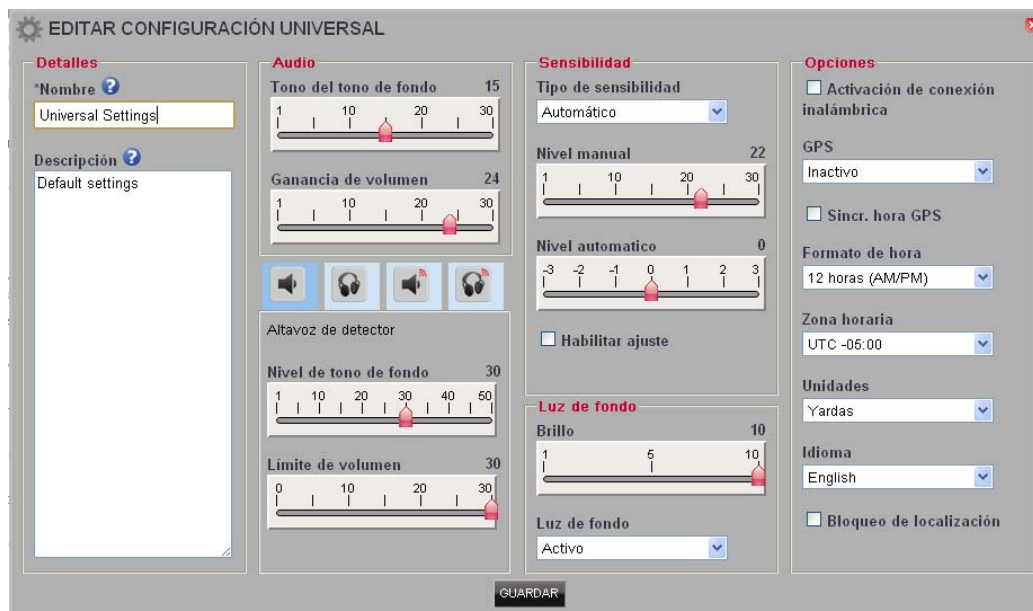 EDITAR CONFIGURACIÓN UNIVERSAL
Detalles
*Nombre ?
Universal Settings
Descripción ?
Default settings
Audio
Tono del tono de fondo 15
1 10 20 30
Ganancia de volumen 24
1 10 20 30
Altavoz de detector
Nivel de tono de fondo 30
1 10 20 30 40 50
Límite de volumen 30
0 10 20 30
Sensibilidad
Tipo de sensibilidad
Automático
Nivel manual 22
1 10 20 30
Nivel automatico 0
-3 -2 -1 0 1 2 3
Habilitar ajuste
Luz de fondo
Brillo 10
1 5 10
Luz de fondo
Activo
Opciones
Activación de conexión
inalámbrica
GPS
Inactivo
Sincr. hora GPS
Formato de hora
12 horas (AM/PM)
Zona horaria
UTC -05:00
Unidades
Yardas
Idioma
English
Bloqueo de localización
GUARDAR